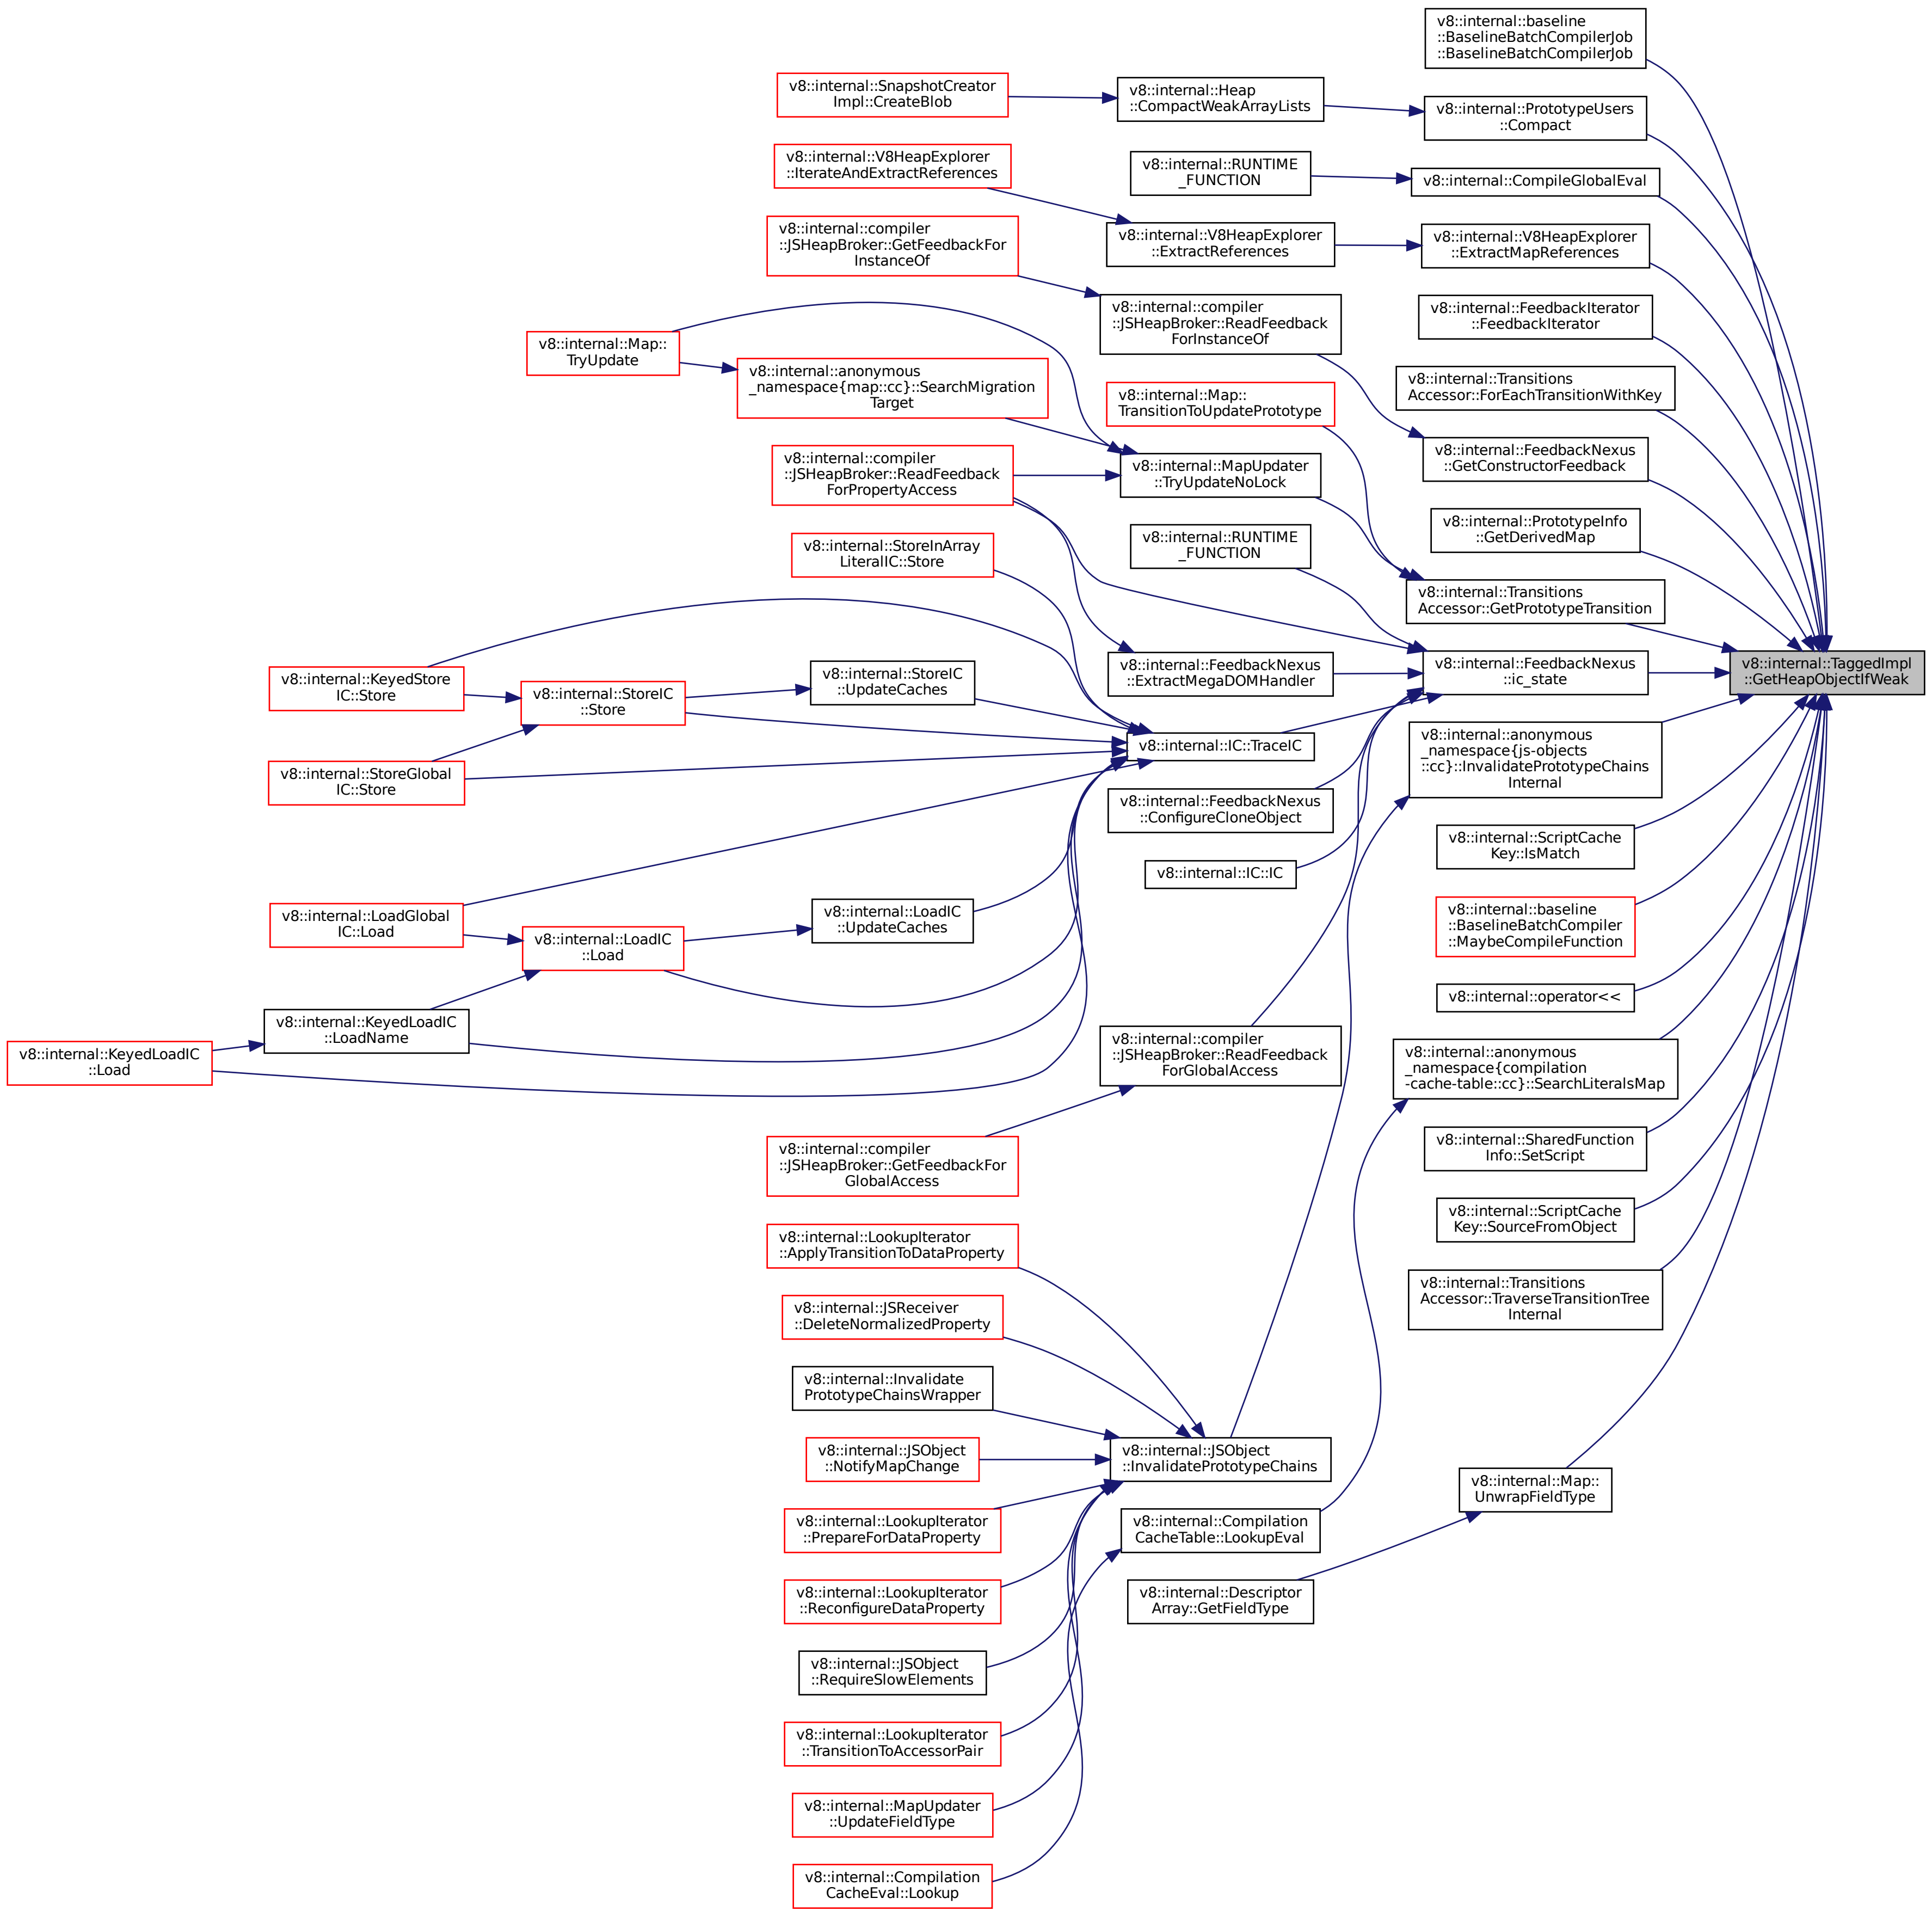 v8::internal::baseline
::BaselineBatchCompilerJob
::BaselineBatchCompilerJob
v8::internal::SnapshotCreator
Impl::CreateBlob
v8::internal::Heap
::CompactWeakArrayLists
v8::internal::PrototypeUsers
::Compact
v8::internal::V8HeapExplorer
::IterateAndExtractReferences
v8::internal::RUNTIME
_FUNCTION
v8::internal::CompileGlobalEval
v8::internal::compiler
::JSHeapBroker::GetFeedbackFor
InstanceOf
v8::internal::V8HeapExplorer
::ExtractReferences
v8::internal::V8HeapExplorer
::ExtractMapReferences
v8::internal::compiler
::JSHeapBroker::ReadFeedback
ForInstanceOf
v8::internal::FeedbackIterator
::FeedbackIterator
v8::internal::Map::
TryUpdate
v8::internal::anonymous
_namespace{map::cc}::SearchMigration
Target
v8::internal::Map::
TransitionToUpdatePrototype
v8::internal::Transitions
Accessor::ForEachTransitionWithKey
v8::internal::compiler
::JSHeapBroker::ReadFeedback
ForPropertyAccess
v8::internal::MapUpdater
::TryUpdateNoLock
v8::internal::FeedbackNexus
::GetConstructorFeedback
v8::internal::StoreInArray
LiteralIC::Store
v8::internal::RUNTIME
_FUNCTION
v8::internal::PrototypeInfo
::GetDerivedMap
v8::internal::Transitions
Accessor::GetPrototypeTransition
v8::internal::KeyedStore
IC::Store
v8::internal::StoreIC
::Store
v8::internal::StoreIC
::UpdateCaches
v8::internal::FeedbackNexus
::ExtractMegaDOMHandler
v8::internal::FeedbackNexus
::ic_state
v8::internal::TaggedImpl
::GetHeapObjectIfWeak
v8::internal::StoreGlobal
IC::Store
v8::internal::IC::TraceIC
v8::internal::anonymous
_namespace{js-objects
::cc}::InvalidatePrototypeChains
Internal
v8::internal::FeedbackNexus
::ConfigureCloneObject
v8::internal::ScriptCache
Key::IsMatch
v8::internal::IC::IC
v8::internal::LoadGlobal
IC::Load
v8::internal::LoadIC
::Load
v8::internal::LoadIC
::UpdateCaches
v8::internal::baseline
::BaselineBatchCompiler
::MaybeCompileFunction
v8::internal::operator<<
v8::internal::KeyedLoadIC
::Load
v8::internal::KeyedLoadIC
::LoadName
v8::internal::compiler
::JSHeapBroker::ReadFeedback
ForGlobalAccess
v8::internal::anonymous
_namespace{compilation
-cache-table::cc}::SearchLiteralsMap
v8::internal::compiler
::JSHeapBroker::GetFeedbackFor
GlobalAccess
v8::internal::SharedFunction
Info::SetScript
v8::internal::LookupIterator
::ApplyTransitionToDataProperty
v8::internal::ScriptCache
Key::SourceFromObject
v8::internal::JSReceiver
::DeleteNormalizedProperty
v8::internal::Transitions
Accessor::TraverseTransitionTree
Internal
v8::internal::Invalidate
PrototypeChainsWrapper
v8::internal::JSObject
::NotifyMapChange
v8::internal::JSObject
::InvalidatePrototypeChains
v8::internal::Map::
UnwrapFieldType
v8::internal::LookupIterator
::PrepareForDataProperty
v8::internal::Compilation
CacheTable::LookupEval
v8::internal::LookupIterator
::ReconfigureDataProperty
v8::internal::Descriptor
Array::GetFieldType
v8::internal::JSObject
::RequireSlowElements
v8::internal::LookupIterator
::TransitionToAccessorPair
v8::internal::MapUpdater
::UpdateFieldType
v8::internal::Compilation
CacheEval::Lookup